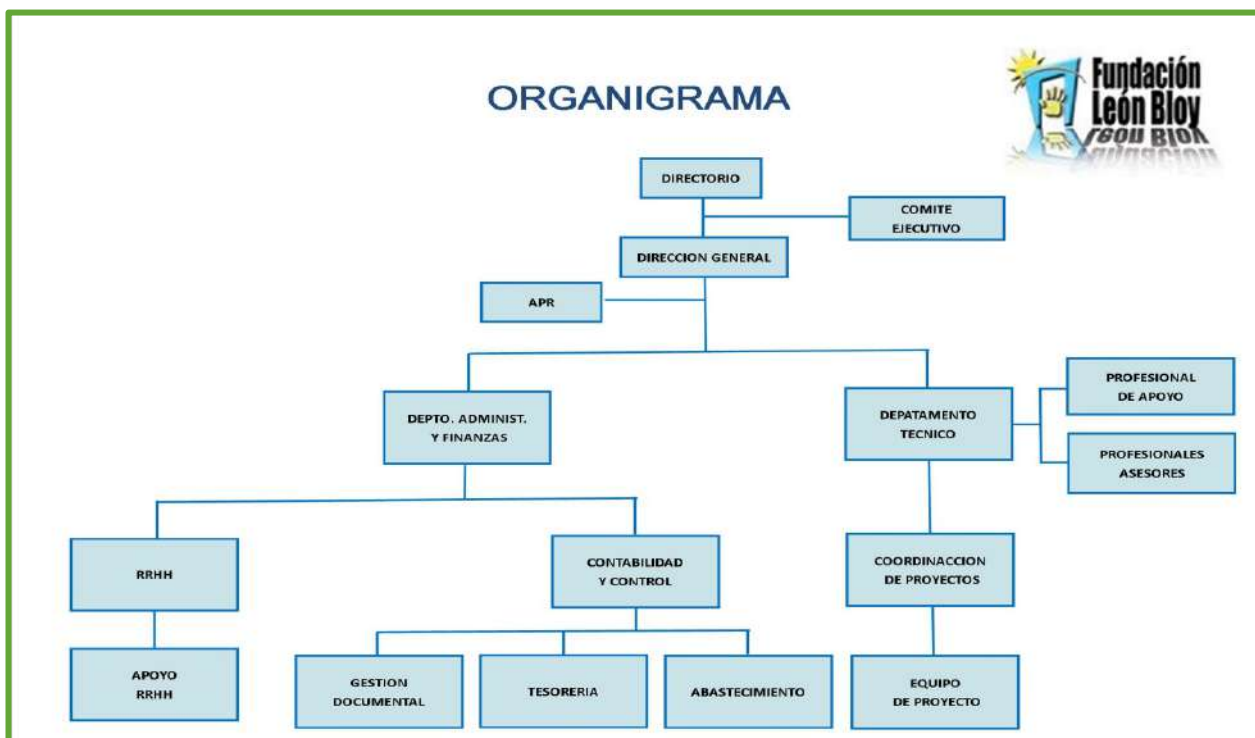 ORGANIGRAMA
Fundación
León Bloy
DIRECTORIO
COMITE
EJECUTIVO
DIRECCION GENERAL
APR
DEPTO. ADMINIST.
Y FINANZAS
DEPATAMENTO
TECNICO
PROFESIONAL
DE APOYO
PROFESIONALES
ASESORES
RRHH
CONTABILIDAD
Y CONTROL
COORDINACCION
DE PROYECTOS
APOYO
RRHH
GESTION
DOCUMENTAL
TESORERIA
ABASTECIMIENTO
EQUIPO
DE PROYECTO